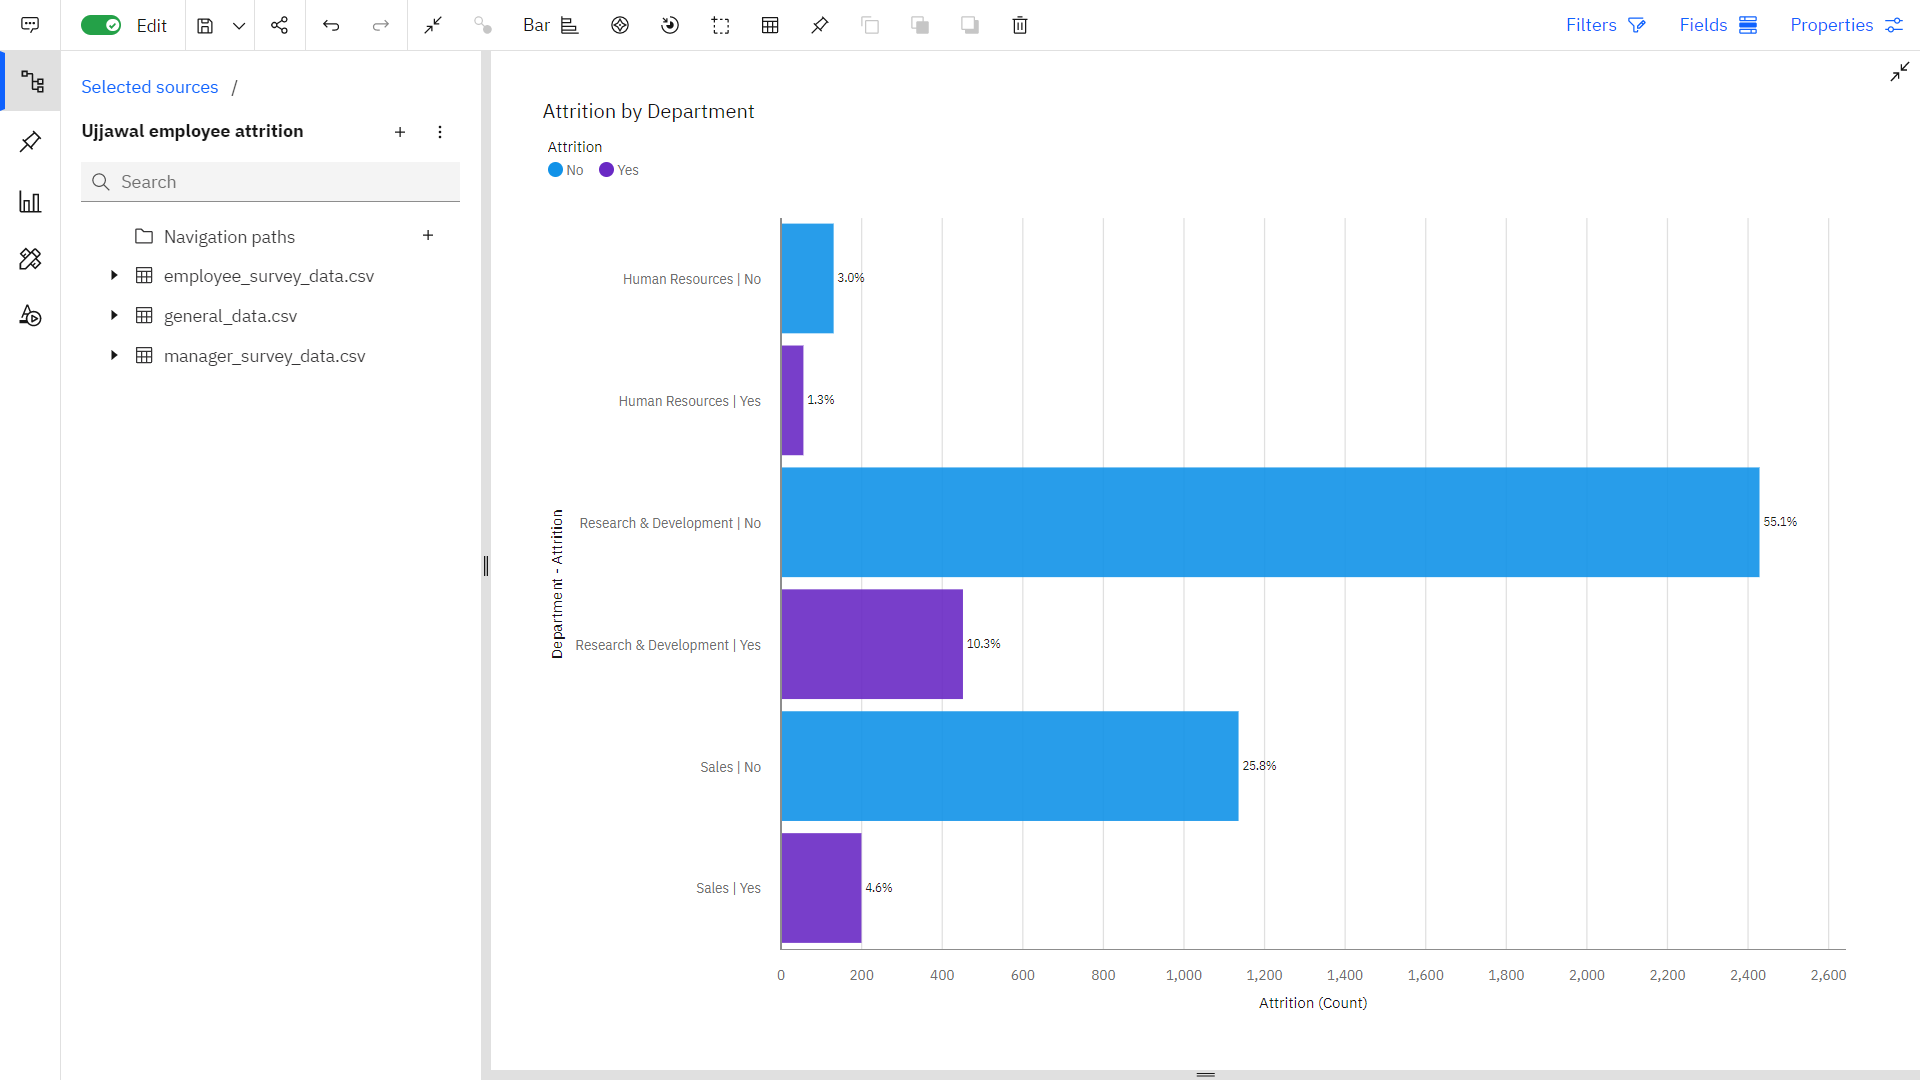 Edit
Bar
Filters
Fields
Properties
Selected sources /
Ujjawal employee attrition
Search
Navigation paths
employee_survey_data.csv
general_data.csv
manager_survey_data.csv
Attrition by Department
Attrition
No Yes
Department - Attrition
Human Resources | No 3.0%
Human Resources | Yes 1.3%
Research & Development | No 55.1%
Research & Development | Yes 10.3%
Sales | No 25.8%
Sales | Yes 4.6%
0 200 400 600 800 1,000 1,200 1,400 1,600 1,800 2,000 2,200 2,400 2,600
Attrition (Count)